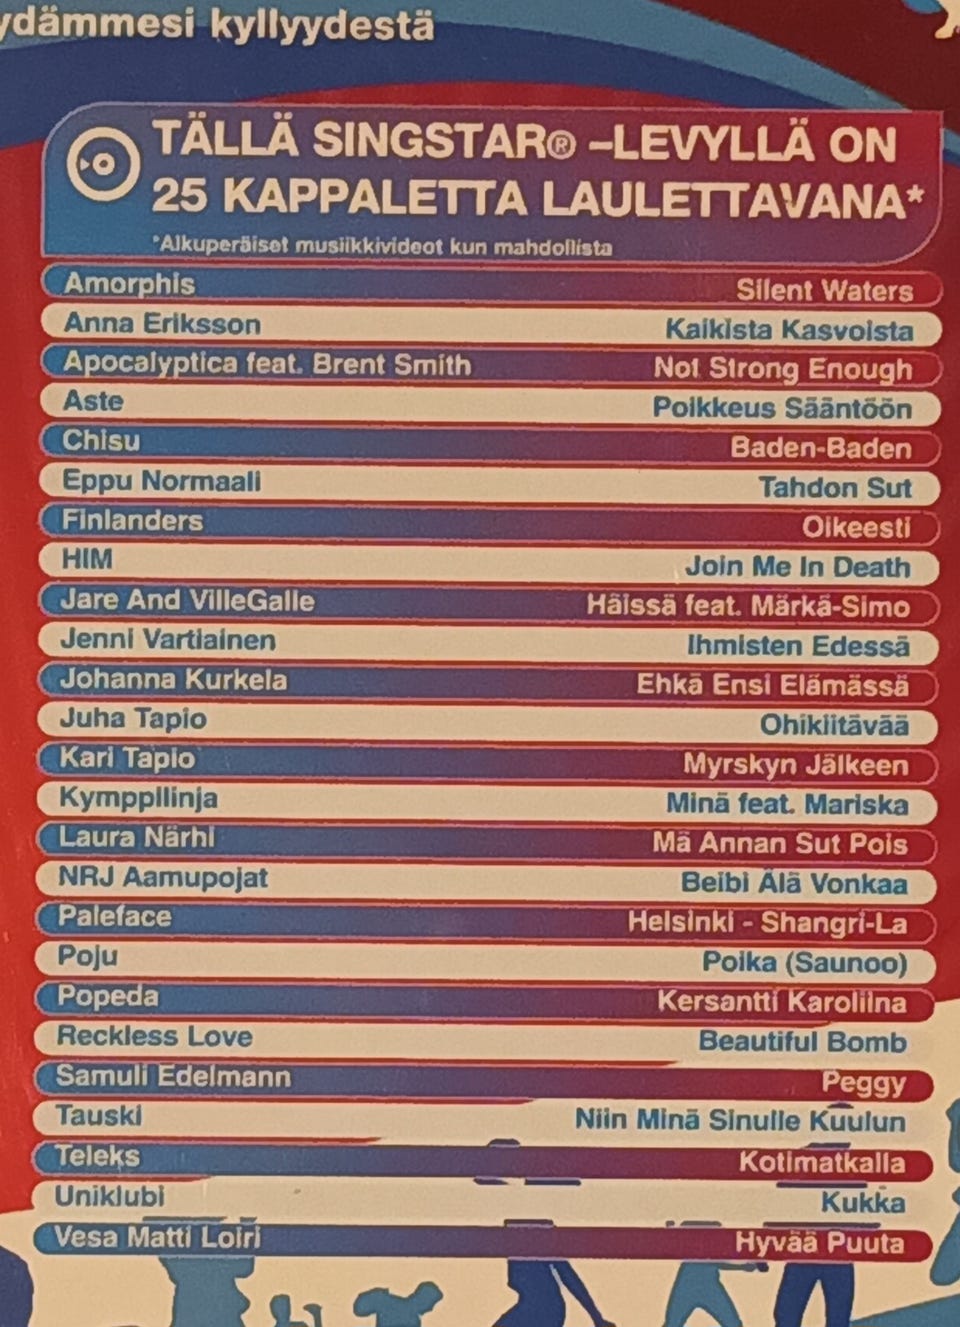 ydämmesi kyllyydestä
TÄLLÄ SINGSTAR® –LEVYLLÄ ON
25 KAPPALETTA LAULETTAVANA*
*Alkuperäiset musiikkivideot kun mahdollista
Amorphis Silent Waters
Anna Eriksson Kaikista Kasvoista
Apocalyptica feat. Brent Smith Not Strong Enough
Aste Poikkeus Sääntöön
Chisu Baden-Baden
Eppu Normaali Tahdon Sut
Finlanders Oikeesti
HIM Join Me In Death
Jare And VilleGalle Häissä feat. Märkä-Simo
Jenni Vartiainen Ihmisten Edessä
Johanna Kurkela Ehkä Ensi Elämässä
Juha Tapio Ohikiitävää
Kari Tapio Myrskyn Jälkeen
Kymppilinja Minä feat. Mariska
Laura Närhi Mä Annan Sut Pois
NRJ Aamupojat Beibi Älä Vonkaa
Paleface Helsinki - Shangri-La
Poju Poika (Saunoo)
Popeda Kersantti Karoliina
Reckless Love Beautiful Bomb
Samuli Edelmann Peggy
Tauski Niin Minä Sinulle Kuulun
Teleks Kotimatkalla
Uniklubi Kukka
Vesa Matti Loiri Hyvää Puuta